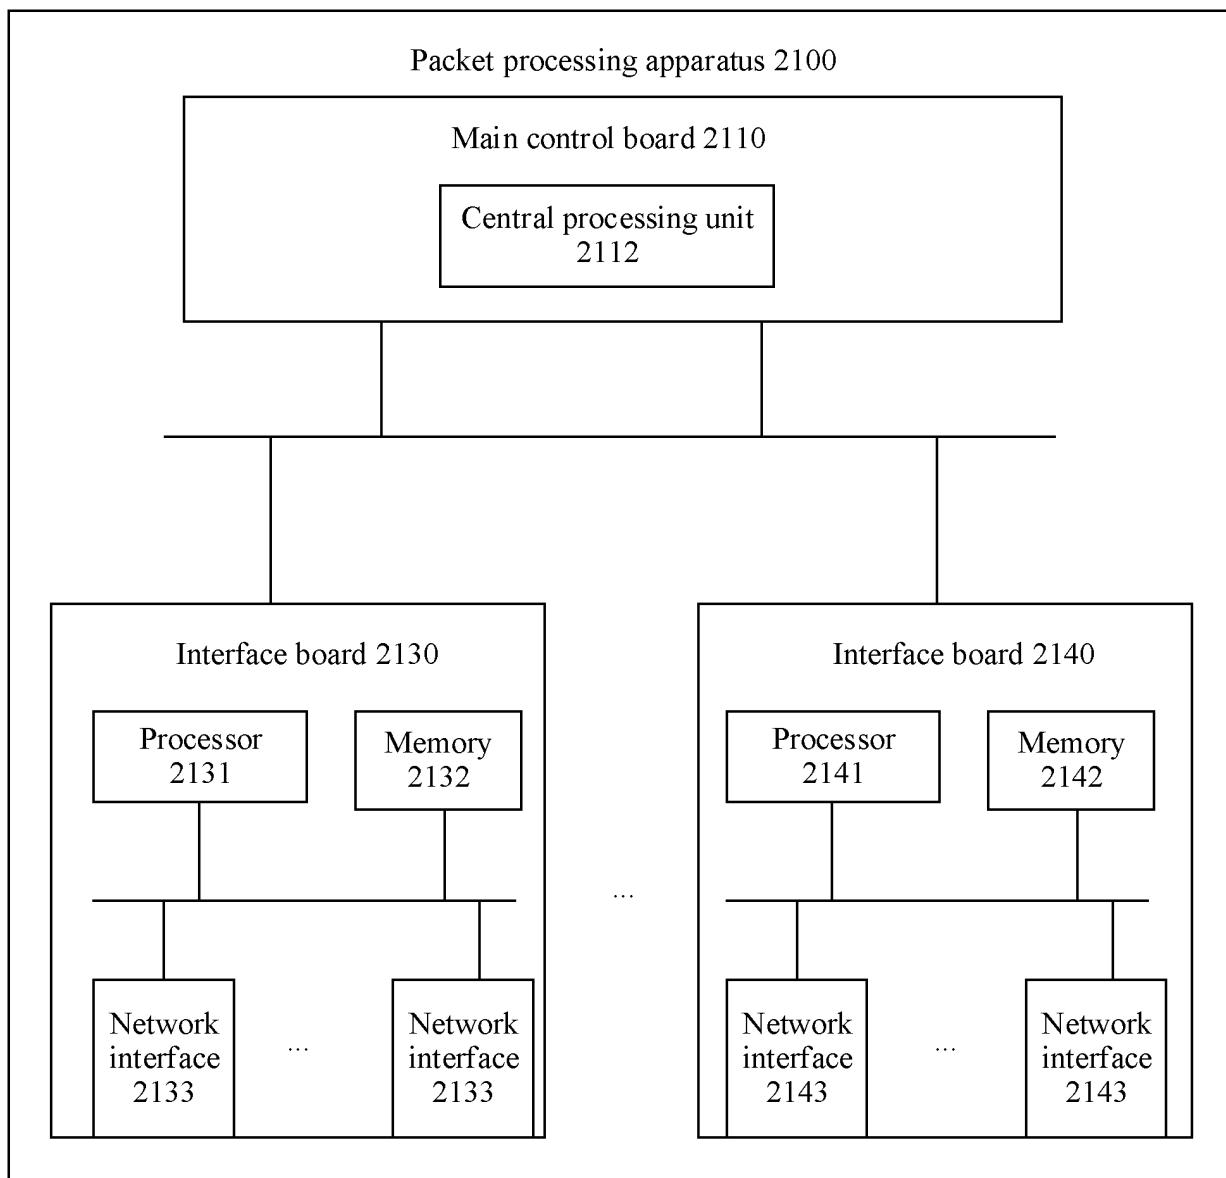 Packet processing apparatus 2100
Main control board 2110
Central processing unit
2112
Interface board 2130
Processor
2131
Memory
2132
Network
interface
2133
...
Network
interface
2133
...
Interface board 2140
Processor
2141
Memory
2142
Network
interface
2143
...
Network
interface
2143